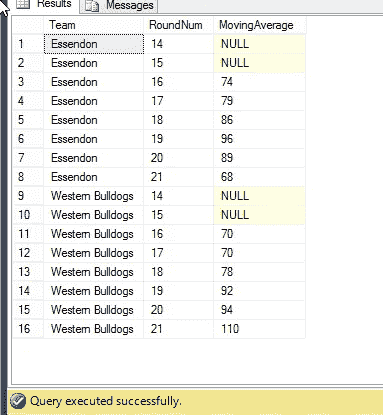 Results Messages
Team RoundNum MovingAverage
1 Essendon 14 NULL
2 Essendon 15 NULL
3 Essendon 16 74
4 Essendon 17 79
5 Essendon 18 86
6 Essendon 19 96
7 Essendon 20 89
8 Essendon 21 68
9 Western Bulldogs 14 NULL
10 Western Bulldogs 15 NULL
11 Western Bulldogs 16 70
12 Western Bulldogs 17 70
13 Western Bulldogs 18 78
14 Western Bulldogs 19 92
15 Western Bulldogs 20 94
16 Western Bulldogs 21 110
Query executed successfully.